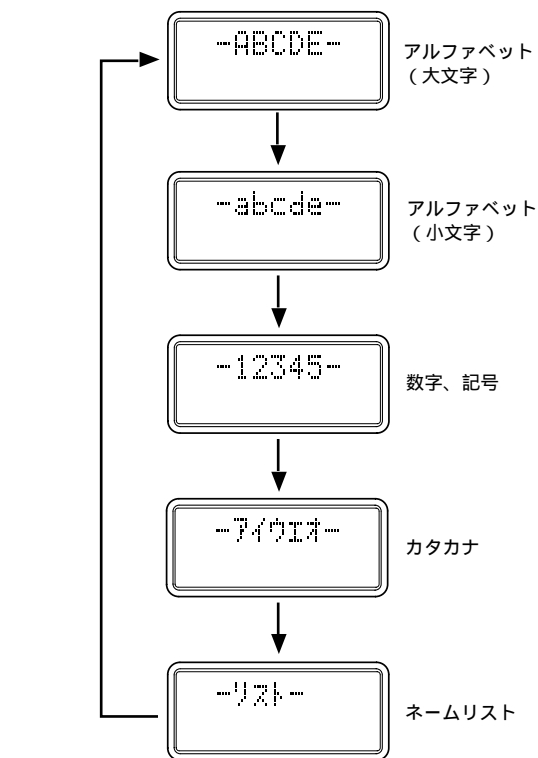 -ABCDE-
アルファベット
(大文字)
-abcde-
アルファベット
(小文字)
-12345-
数字、記号
-アイウエオ-
カタカナ
-リスト-
ネームリスト